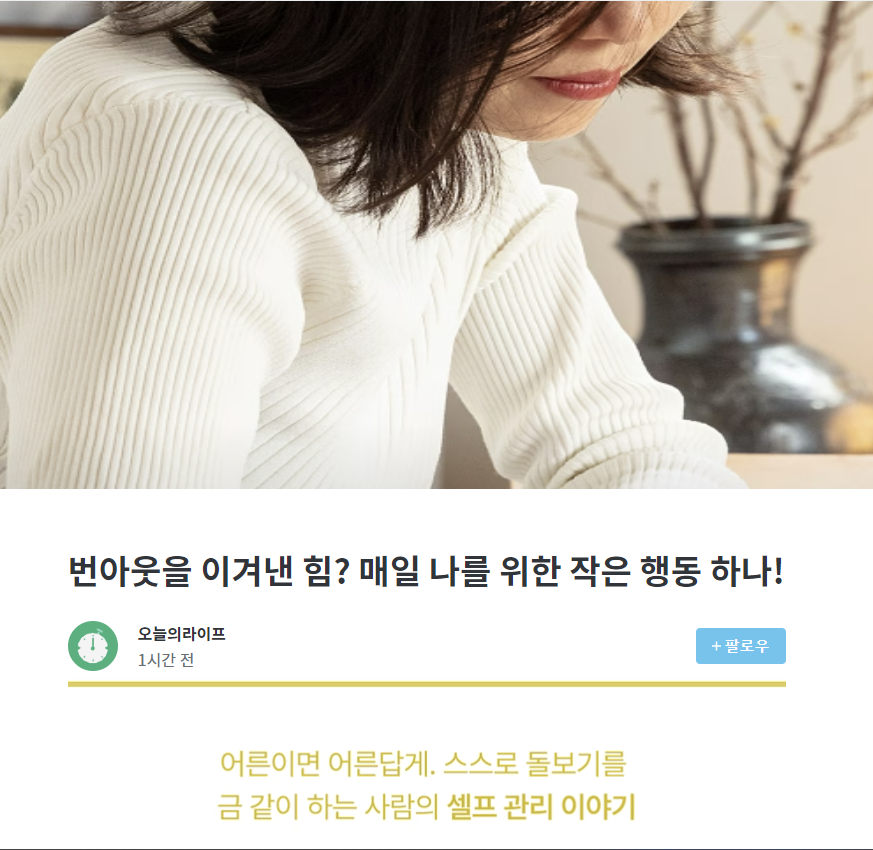 번아웃을 이겨낸 힘? 매일 나를 위한 작은 행동 하나!
오늘의라이프
1시간 전
+ 팔로우
어른이면 어른답게. 스스로 돌보기를
금 같이 하는 사람의 셀프 관리 이야기